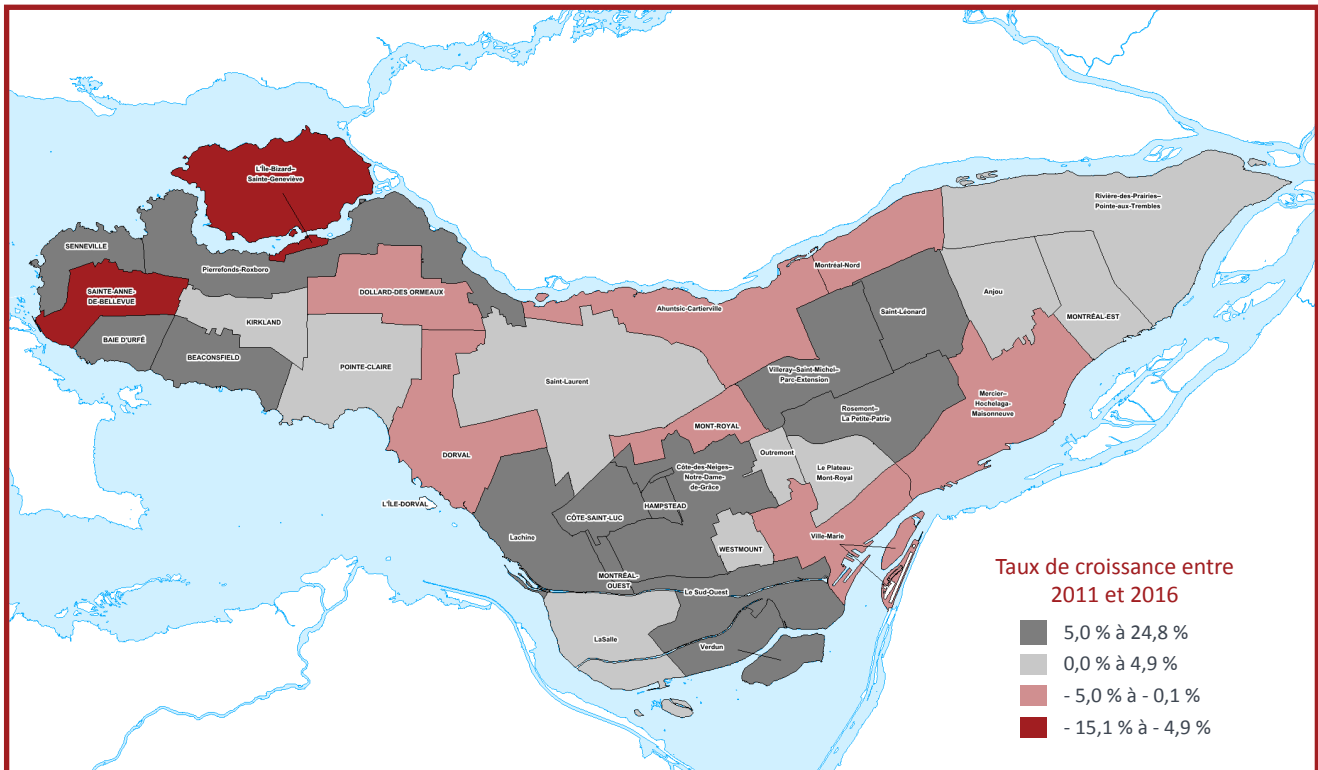 L'Île-Bizard–
Sainte-Geneviève
Rivière-des-Prairies–
Pointe-aux-Trembles
SENNEVILLE
Pierrefonds-Roxboro
Montréal-Nord
SAINTE-ANNE-
DE-BELLEVUE
DOLLARD-DES ORMEAUX
Anjou
Ahuntsic-Cartierville
Saint-Léonard
MONTRÉAL-EST
KIRKLAND
BAIE D'URFÉ
BEACONSFIELD
POINTE-CLAIRE
Saint-Laurent
Villeray–Saint-Michel–
Parc-Extension
Mercier–
Hochelaga-
Maisonneuve
Rosemont–
La Petite-Patrie
MONT-ROYAL
DORVAL
Outremont
Côte-des-Neiges–
Notre-Dame-
de-Grâce
Le Plateau-
Mont-Royal
L'ÎLE-DORVAL
HAMPSTEAD
CÔTE-SAINT-LUC
Lachine
Ville-Marie
WESTMOUNT
MONTRÉAL-
OUEST
Le Sud-Ouest
LaSalle
Verdun
Taux de croissance entre
2011 et 2016
5,0 % à 24,8 %
0,0 % à 4,9 %
- 5,0 % à - 0,1 %
- 15,1 % à - 4,9 %